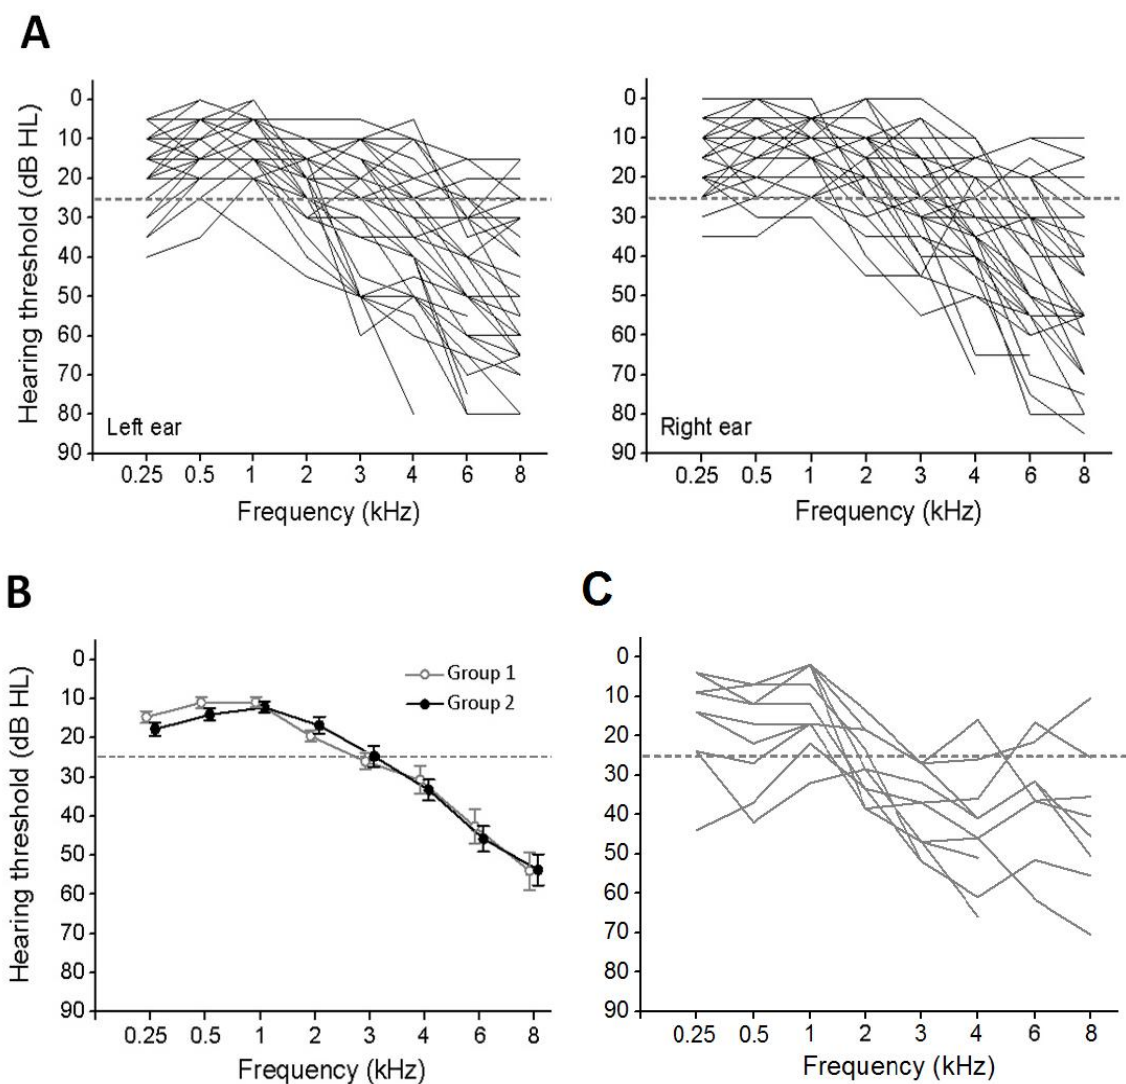 A
Hearing threshold (dB HL)
0
10
20
30
40
50
60
70
80
90
Left ear
0.25 0.5 1 2 3 4 6 8
Frequency (kHz)
0
10
20
30
40
50
60
70
80
90
Right ear
0.25 0.5 1 2 3 4 6 8
Frequency (kHz)
B
Hearing threshold (dB HL)
0
10
20
30
40
50
60
70
80
90
Group 1
Group 2
0.25 0.5 1 2 3 4 6 8
Frequency (kHz)
C
0
10
20
30
40
50
60
70
80
90
0.25 0.5 1 2 3 4 6 8
Frequency (kHz)